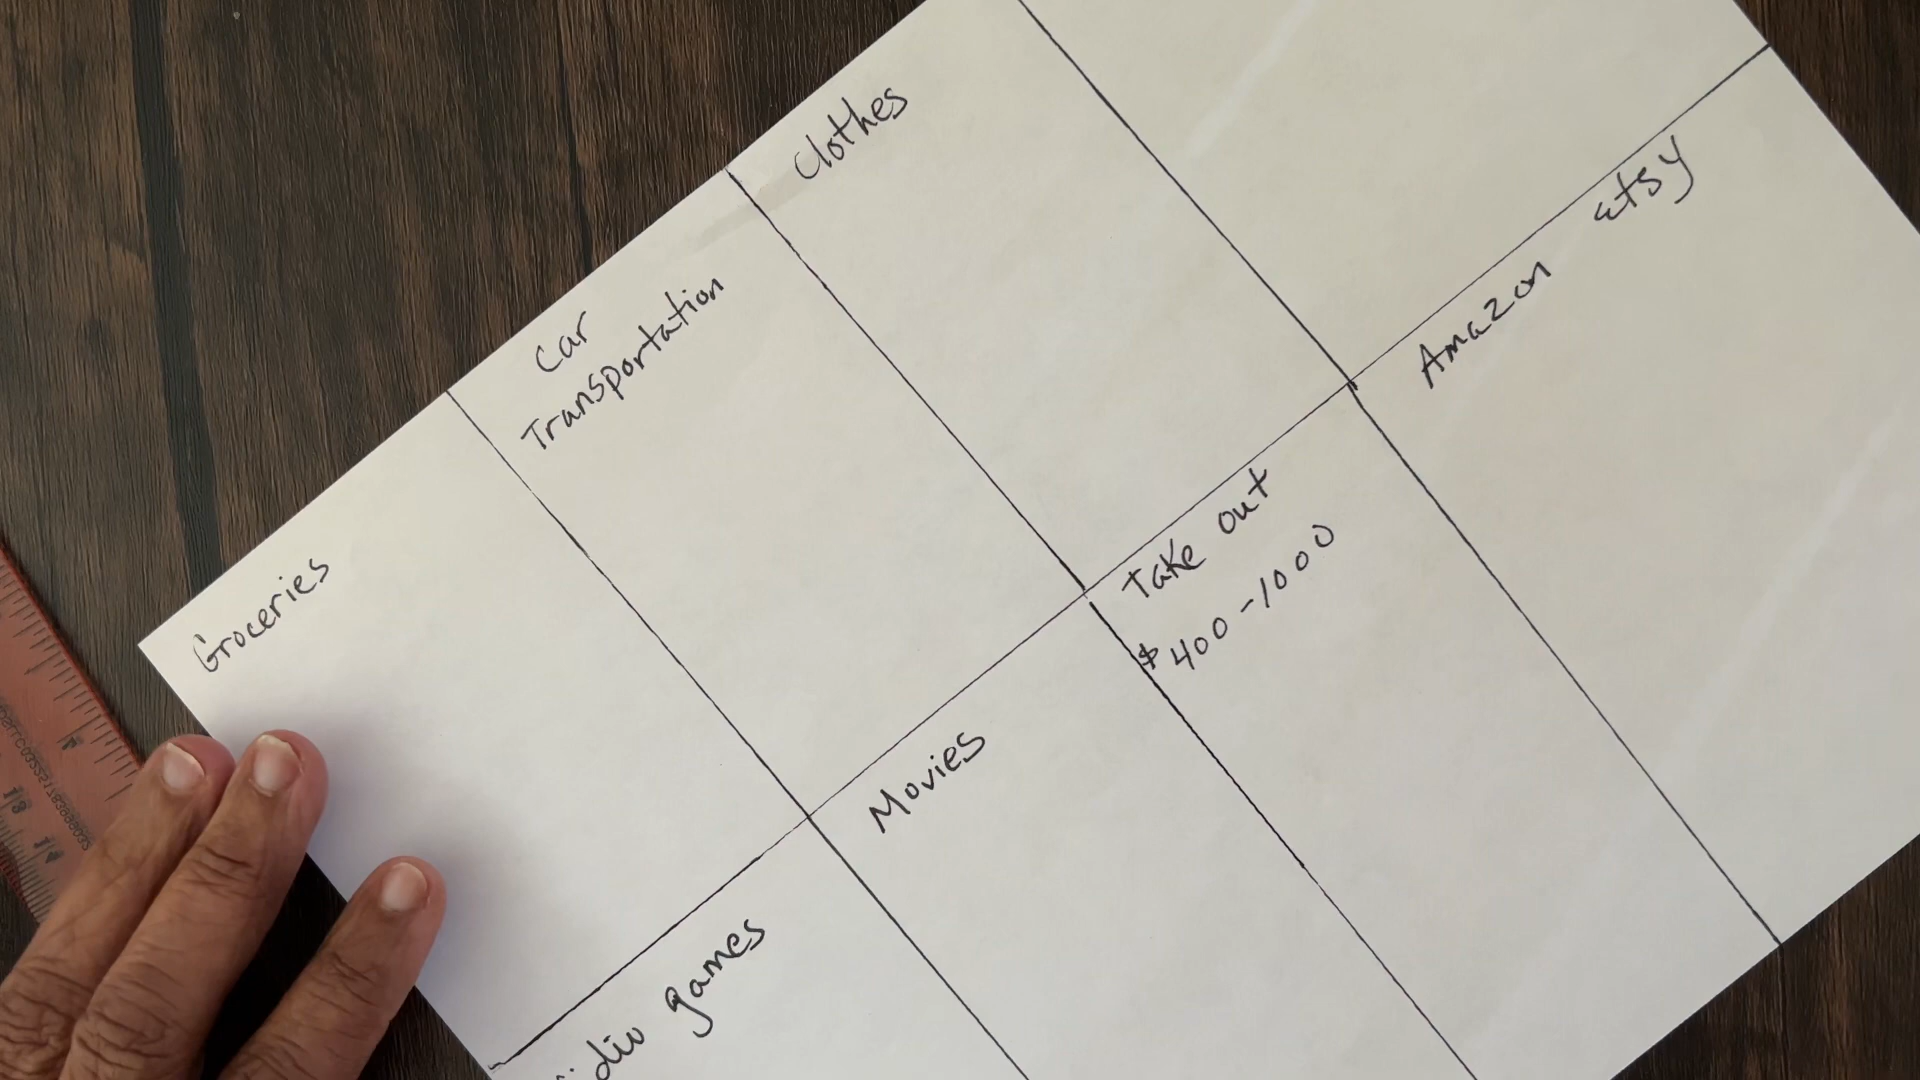 Groceries
Car
Transportation
Clothes
games
Movies
Take out
$400-1000
Amazon etsy